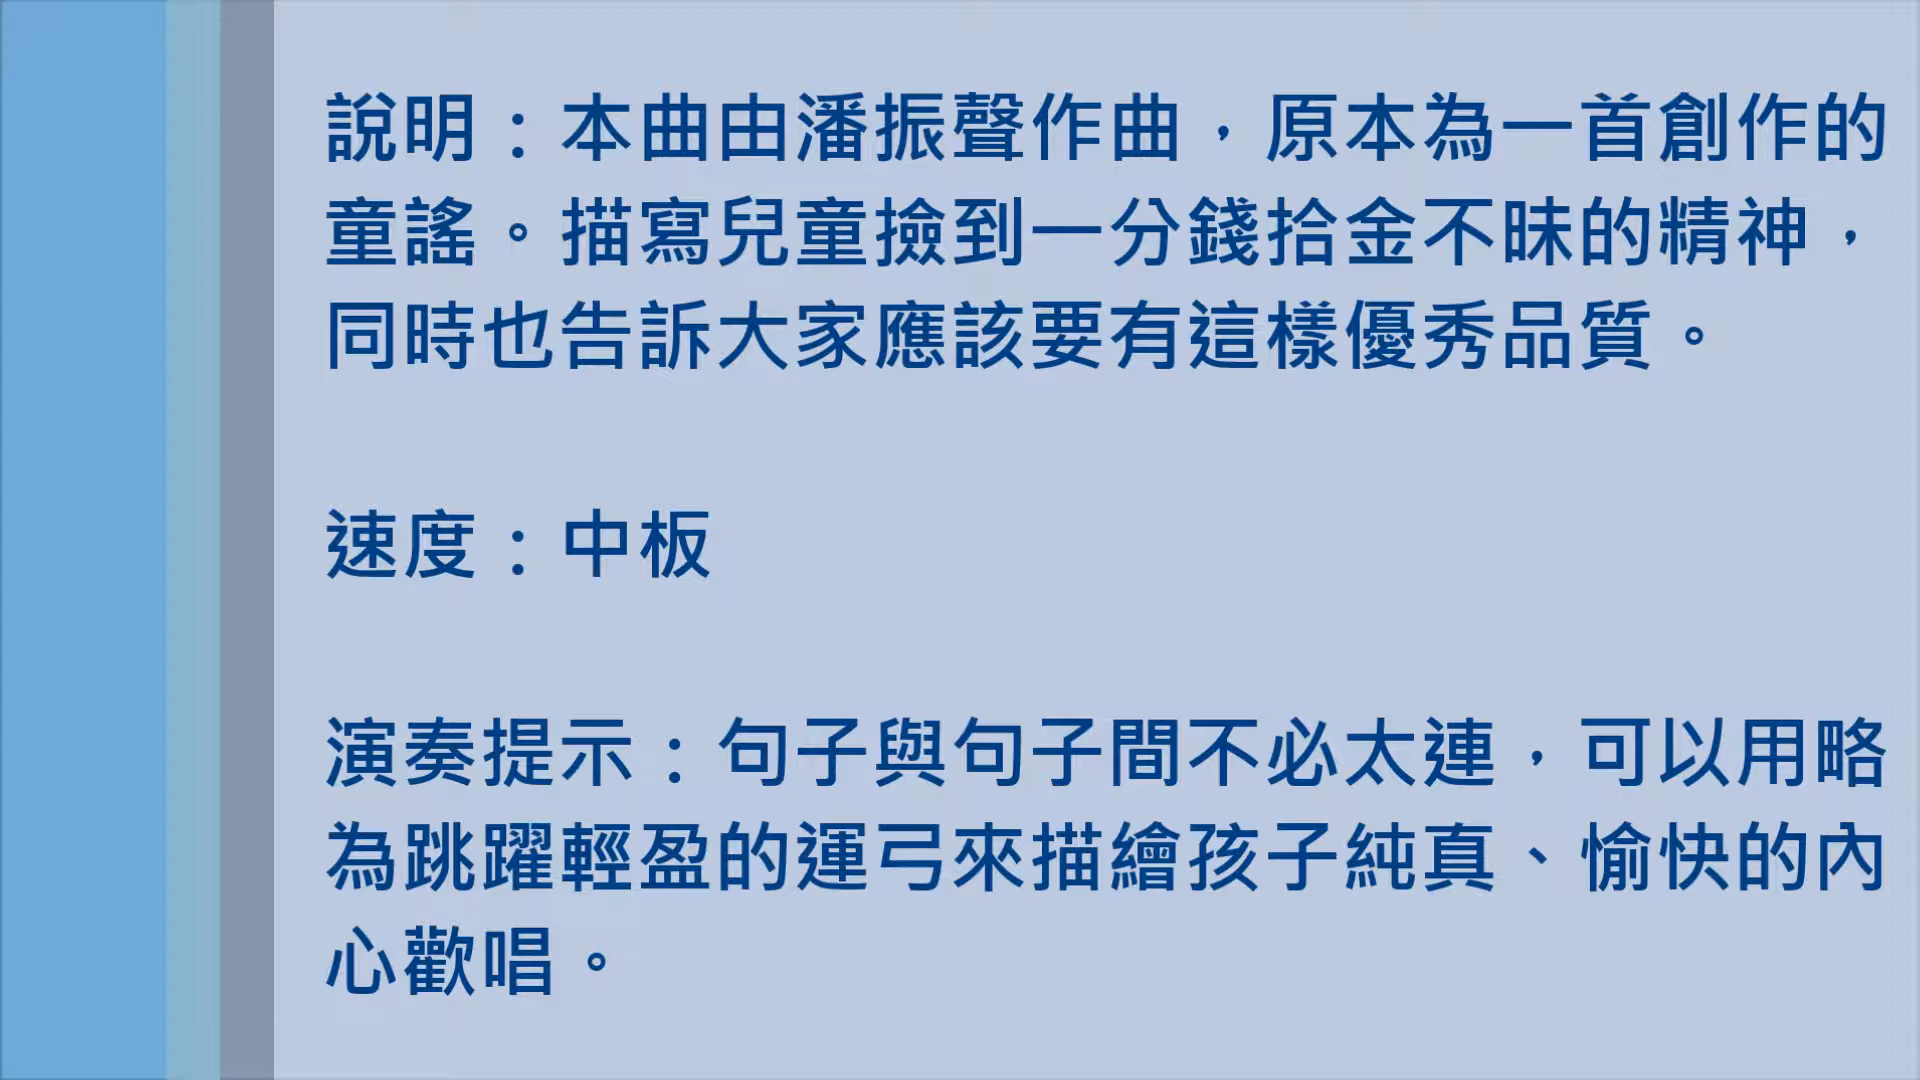 說明：本曲由潘振聲作曲，原本為一首創作的
童謠。描寫兒童撿到一分錢拾金不昧的精神，
同時也告訴大家應該要有這樣優秀品質。
速度：中板
演奏提示：句子與句子間不必太連，可以用略
為跳躍輕盈的運弓來描繪孩子純真、愉快的內
心歡唱。